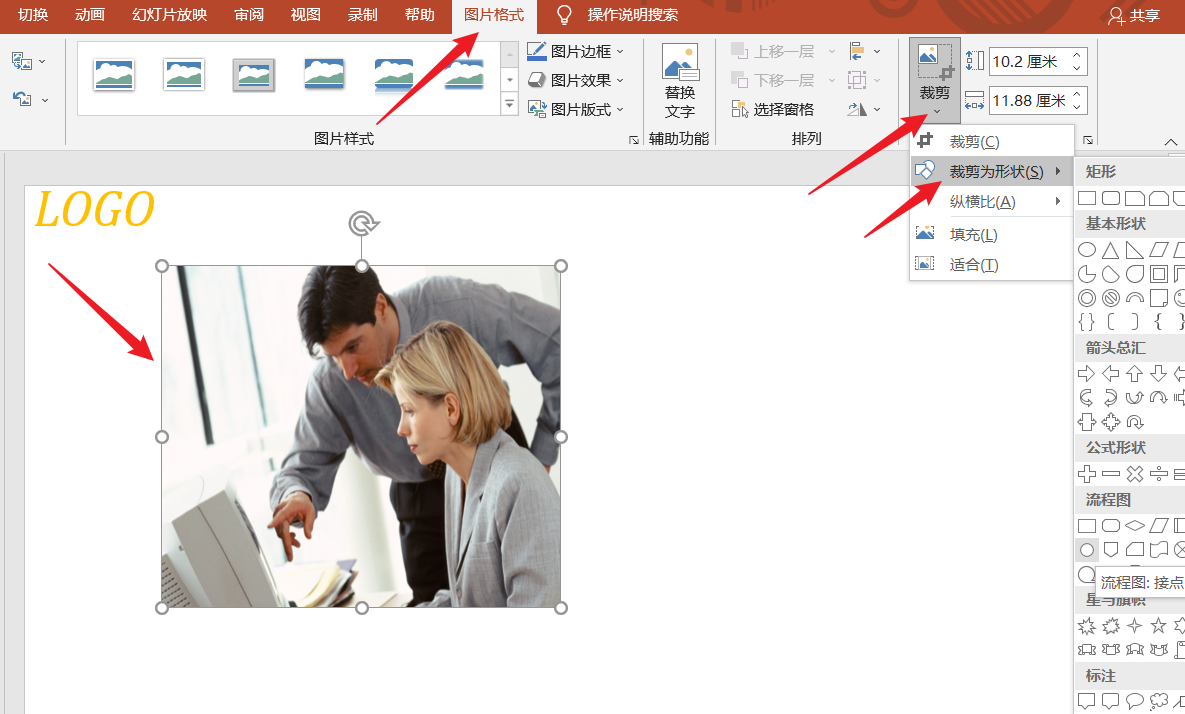 切换 动画 幻灯片放映 审阅 视图 录制 帮助 图片格式 操作说明搜索 共享
图片边框
图片效果
图片版式
图片样式
替换
文字
辅助功能
上移一层
下移一层
选择窗格
排列
裁剪
10.2 厘米
11.88 厘米
裁剪(C)
裁剪为形状(S)
纵横比(A)
填充(L)
适合(T)
矩形
基本形状
箭头总汇
公式形状
流程图
流程图: 接点
星与旗帜
标注
LOGO